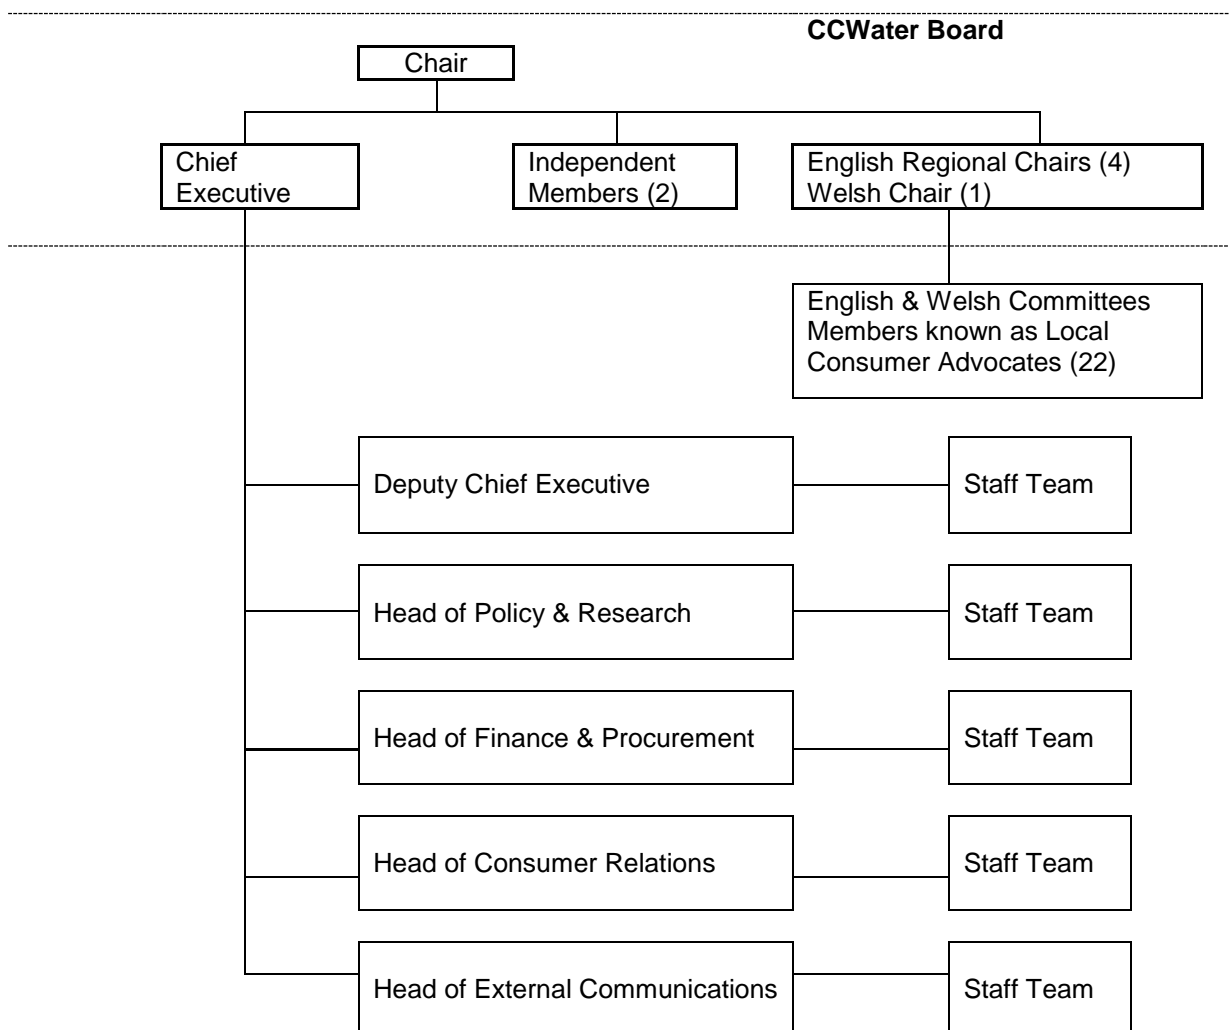 CCWater Board
Chair
Chief
Executive
Independent
Members (2)
English Regional Chairs (4)
Welsh Chair (1)
English & Welsh Committees
Members known as Local
Consumer Advocates (22)
Deputy Chief Executive
Staff Team
Head of Policy & Research
Staff Team
Head of Finance & Procurement
Staff Team
Head of Consumer Relations
Staff Team
Head of External Communications
Staff Team